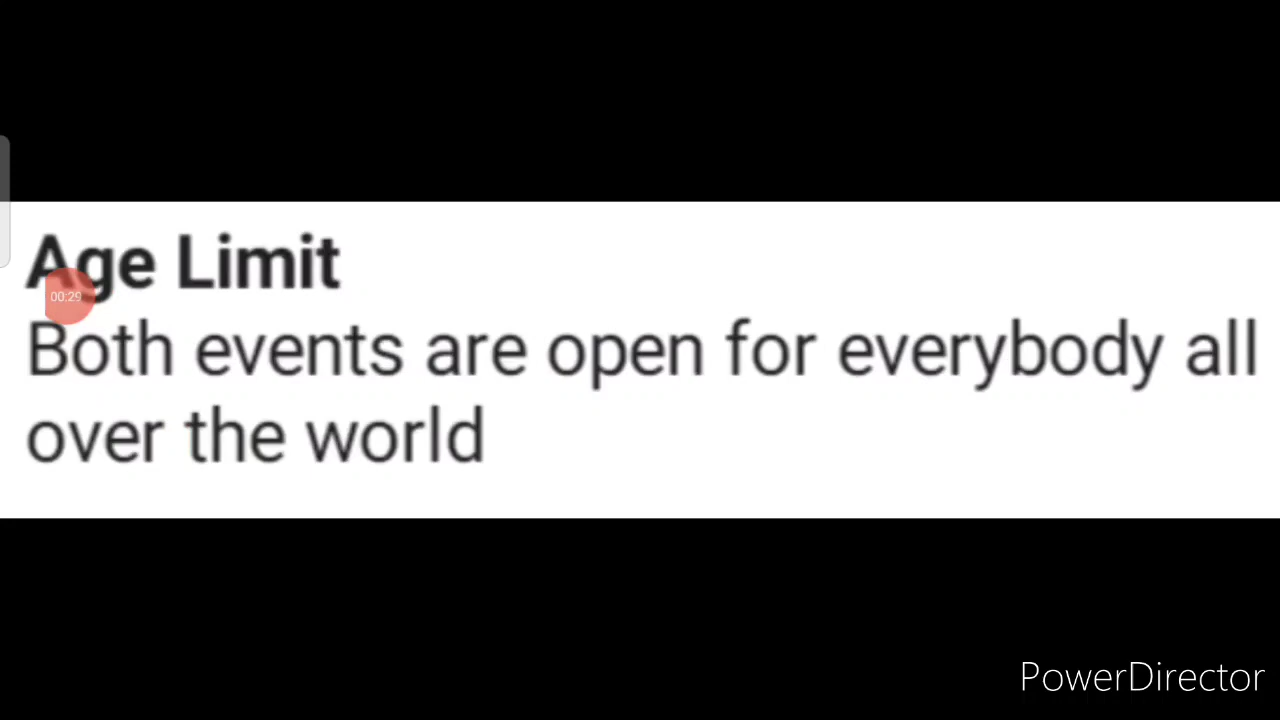 Age Limit
00:29
Both events are open for everybody all
over the world
PowerDirector